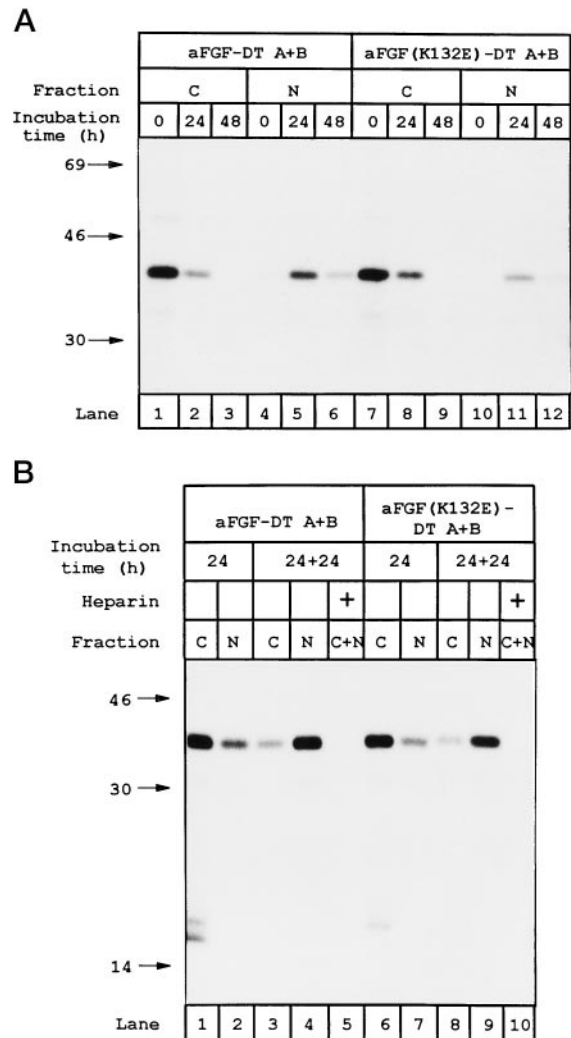 A
aFGF-DT A+B aFGF(K132E)-DT A+B
Fraction C N C N
Incubation
time (h) 0 24 48 0 24 48 0 24 48 0 24 48
69
46
30
Lane 1 2 3 4 5 6 7 8 9 10 11 12
B
aFGF-DT A+B aFGF(K132E)-
DT A+B
Incubation
time (h) 24 24+24 24 24+24
Heparin + +
Fraction C N C N C+N C N C N C+N
46
30
14
Lane 1 2 3 4 5 6 7 8 9 10